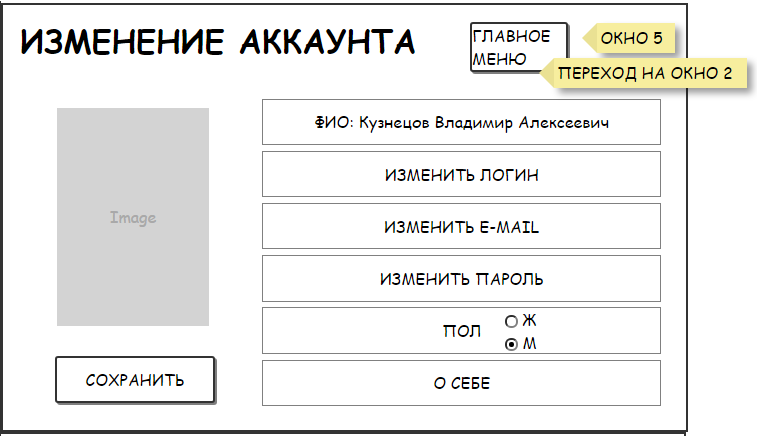 ИЗМЕНЕНИЕ АККАУНТА
ГЛАВНОЕ
МЕНЮ
ОКНО 5
ПЕРЕХОД НА ОКНО 2
ФИО: Кузнецов Владимир Алексеевич
Image
ИЗМЕНИТЬ ЛОГИН
ИЗМЕНИТЬ E-MAIL
ИЗМЕНИТЬ ПАРОЛЬ
ПОЛ
Ж
М
СОХРАНИТЬ
О СЕБЕ